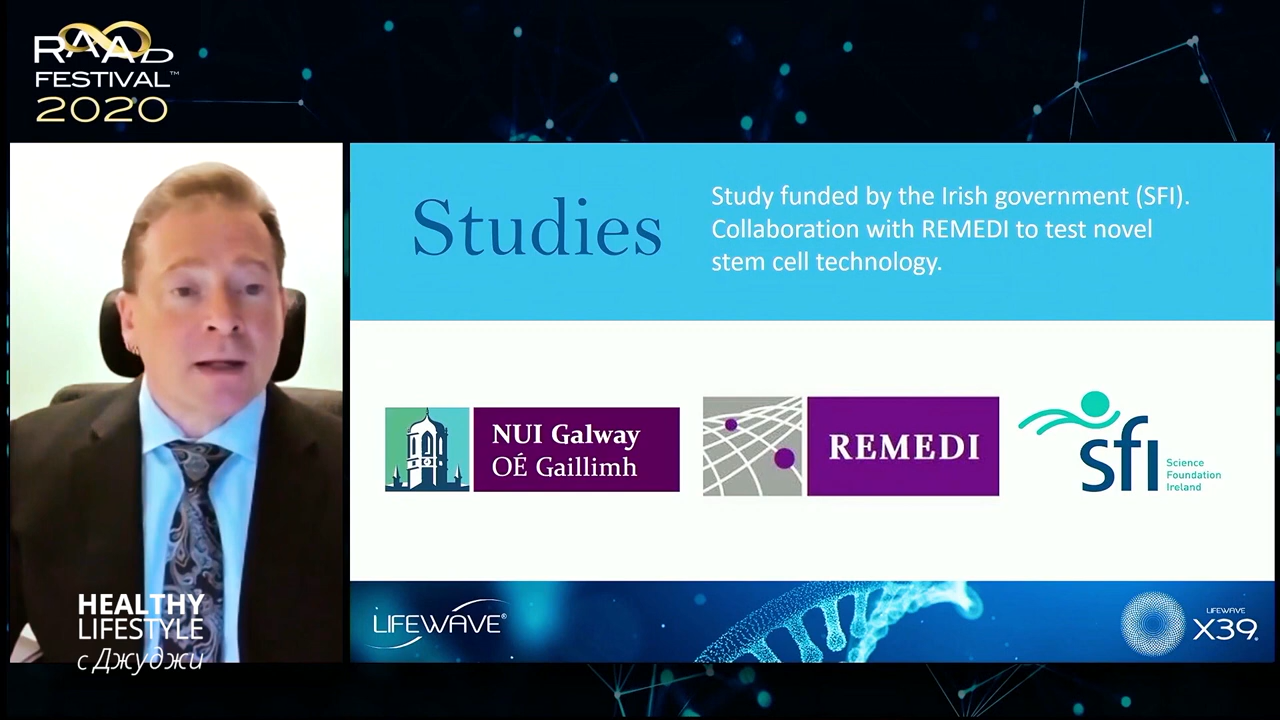 RAAD
FESTIVAL™
2020
Studies
Study funded by the Irish government (SFI).
Collaboration with REMEDI to test novel
stem cell technology.
NUI Galway
OÉ Gaillimh
REMEDI
sfi
Science
Foundation
Ireland
HEALTHY
LIFESTYLE
с Джуджи
LIFEWAVE®
LIFEWAVE
X39.